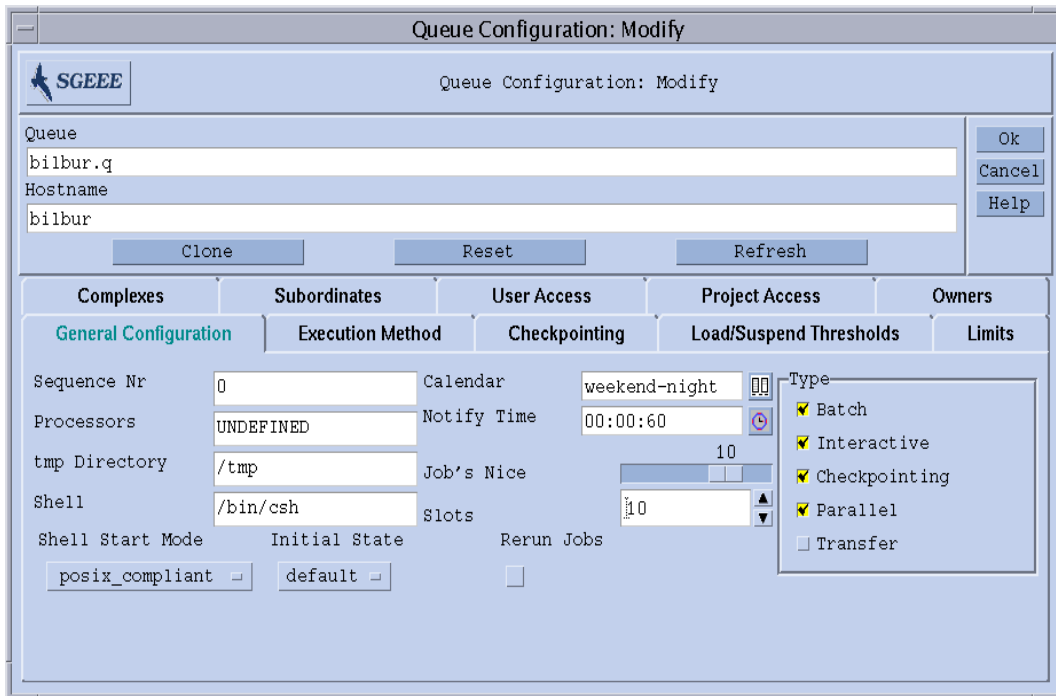 Queue Configuration: Modify
SGEEE
Queue Configuration: Modify
Queue
bilbur.q
Hostname
bilbur
Ok
Cancel
Help
Clone Reset Refresh
Complexes Subordinates User Access Project Access Owners
General Configuration Execution Method Checkpointing Load/Suspend Thresholds Limits
Sequence Nr 0
Processors UNDEFINED
tmp Directory /tmp
Shell /bin/csh
Shell Start Mode Initial State Rerun Jobs
posix_compliant default
Calendar weekend-night
Notify Time 00:00:60
Job's Nice 10
Slots 10
Type
Batch
Interactive
Checkpointing
Parallel
Transfer